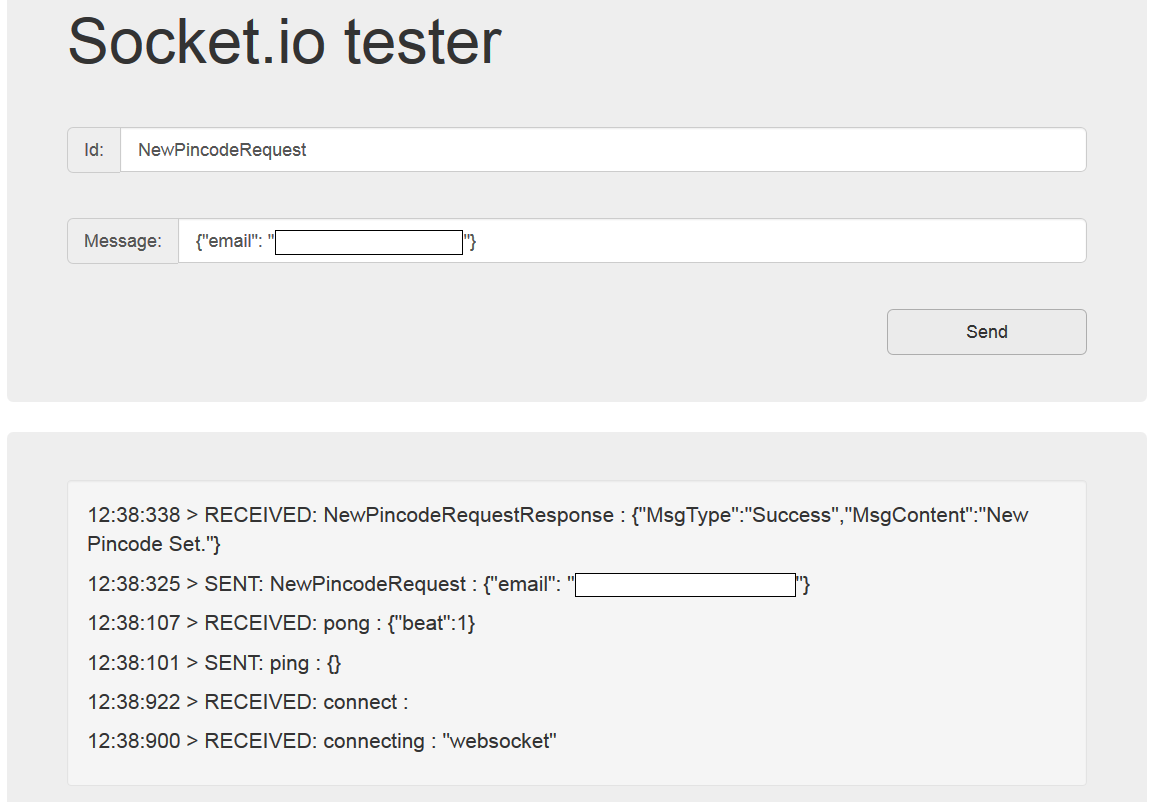 Socket.io tester
Id: NewPincodeRequest
Message: {"email": ""}
Send
12:38:338 > RECEIVED: NewPincodeRequestResponse : {"MsgType":"Success","MsgContent":"New
Pincode Set."}
12:38:325 > SENT: NewPincodeRequest : {"email": ""}
12:38:107 > RECEIVED: pong : {"beat":1}
12:38:101 > SENT: ping : {}
12:38:922 > RECEIVED: connect :
12:38:900 > RECEIVED: connecting : "websocket"